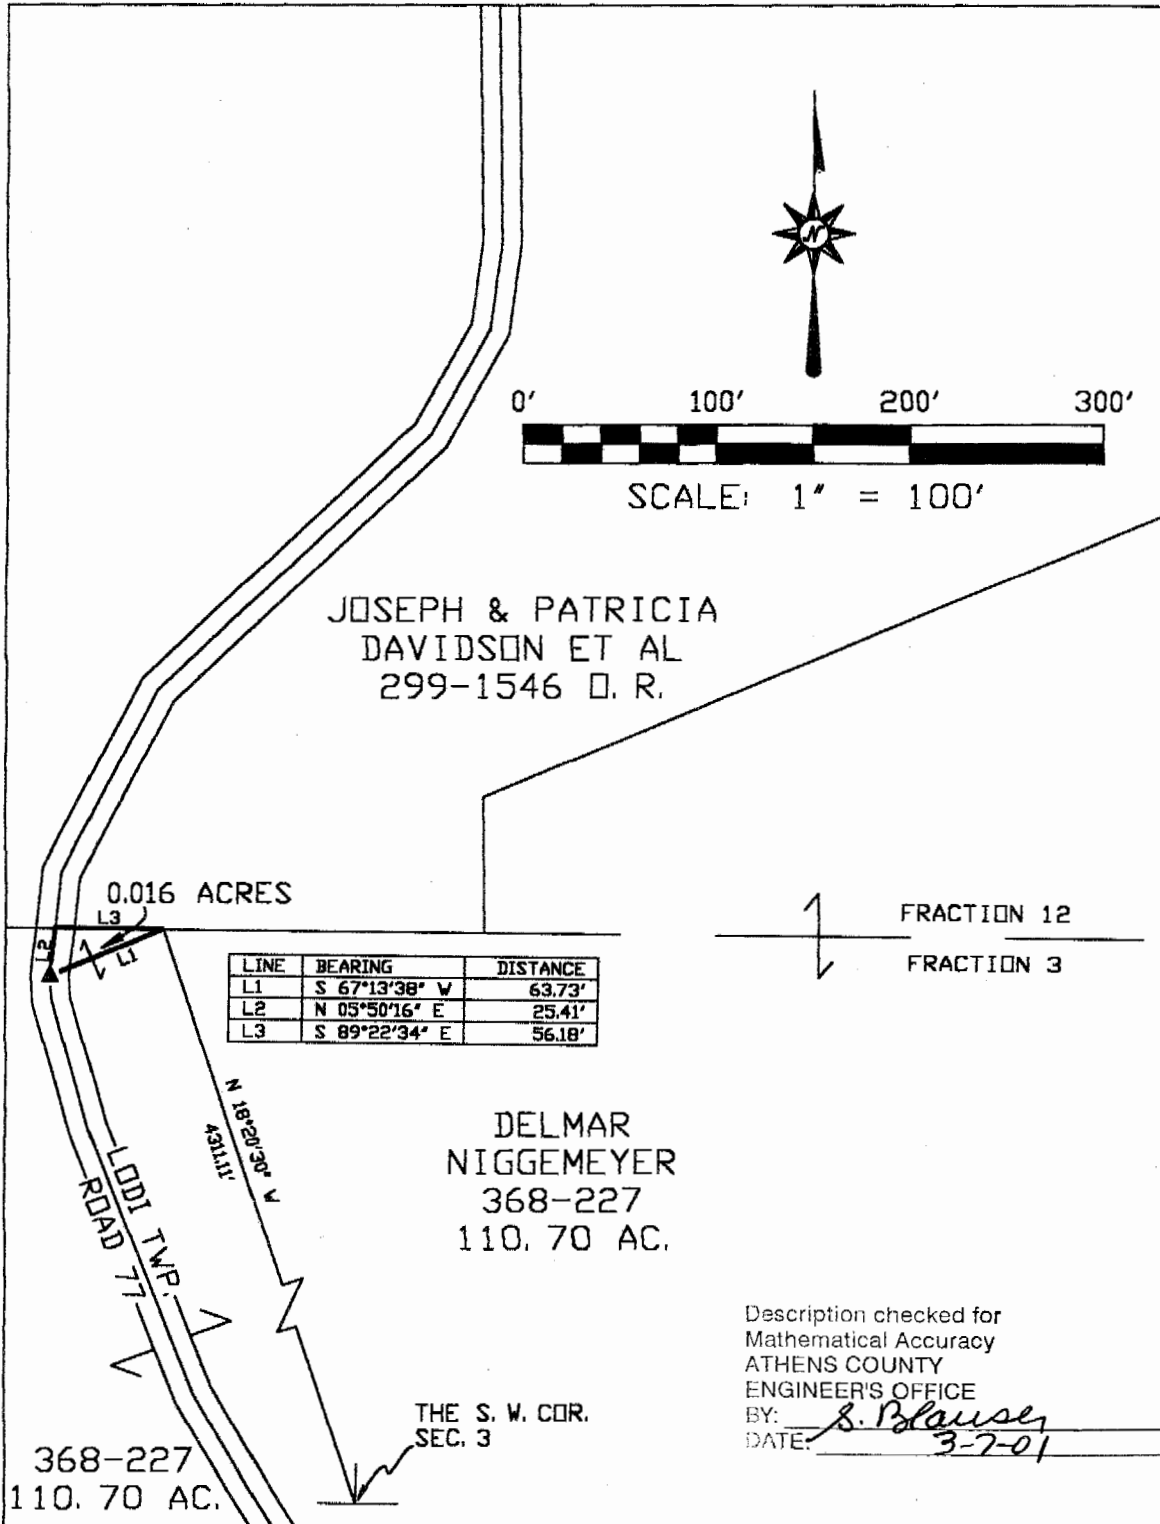 N
0' 100' 200' 300'
SCALE: 1" = 100'
JOSEPH & PATRICIA
DAVIDSON ET AL
299-1546 O. R.
0.016 ACRES
L3
L2
L1
FRACTION 12
FRACTION 3
LINE BEARING DISTANCE
L1 S 67°13'38" W 63.73'
L2 N 05°50'16" E 25.41'
L3 S 89°22'34" E 56.18'
N 18°20'30" W
4311.11'
DELMAR
NIGGEMEYER
368-227
110.70 AC.
LODI TWP.
ROAD 77
Description checked for
Mathematical Accuracy
ATHENS COUNTY
ENGINEER'S OFFICE
BY: S. Blauser
DATE: 3-7-01
THE S. W. COR.
SEC. 3
368-227
110.70 AC.